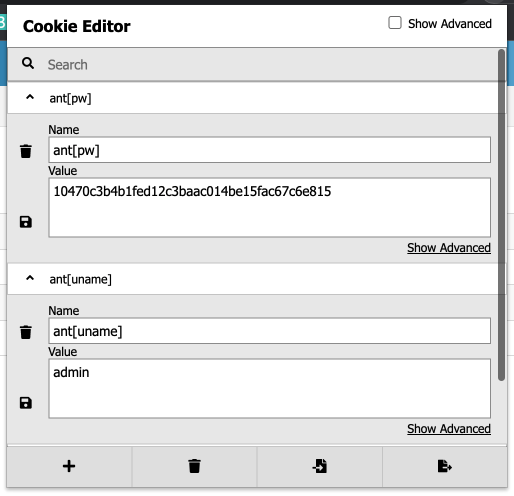 B
Cookie Editor
Show Advanced
Search
ant[pw]
Name
ant[pw]
Value
10470c3b4b1fed12c3baac014be15fac67c6e815
Show Advanced
ant[uname]
Name
ant[uname]
Value
admin
Show Advanced